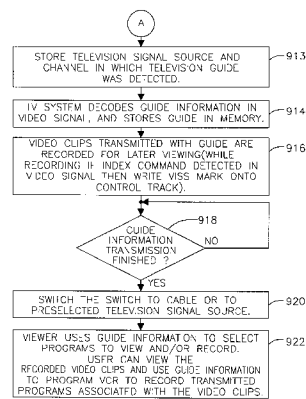 A
STORE TELEVISION SIGNAL SOURCE AND
CHANNEL IN WHICH TELEVISION GUIDE
WAS DETECTED.
913
TV SYSTEM DECODES GUIDE INFORMATION IN
VIDEO SIGNAL, AND STORES GUIDE IN MEMORY.
914
VIDEO CLIPS TRANSMITTED WITH GUIDE ARE
RECORDED FOR LATER VIEWING(WHILE
RECORDING IF INDEX COMMAND DETECTED IN
VIDEO SIGNAL THEN WRITE VISS MARK ONTO
CONTROL TRACK).
916
918
GUIDE
INFORMATION
TRANSMISSION
FINISHED ?
NO
YES
SWITCH THE SWITCH TO CABLE OR TO
PRESELECTED TELEVISION SIGNAL SOURCE.
920
VIEWER USES GUIDE INFORMATION TO SELECT
PROGRAMS TO VIEW AND/OR RECORD.
USER CAN VIEW THE
RECORDED VIDEO CLIPS AND USE GUIDE INFORMATION
TO PROGRAM VCR TO RECORD TRANSMITTED
PROGRAMS ASSOCIATED WITH THE VIDEO CLIPS.
922